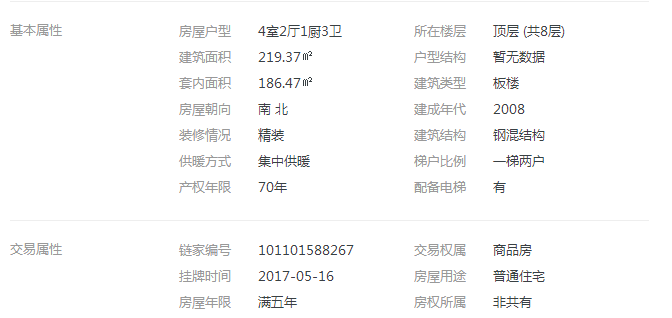 基本属性 房屋户型 4室2厅1厨3卫 所在楼层 顶层 (共8层)
建筑面积 219.37㎡ 户型结构 暂无数据
套内面积 186.47㎡ 建筑类型 板楼
房屋朝向 南 北 建成年代 2008
装修情况 精装 建筑结构 钢混结构
供暖方式 集中供暖 梯户比例 一梯两户
产权年限 70年 配备电梯 有
交易属性 链家编号 101101588267 交易权属 商品房
挂牌时间 2017-05-16 房屋用途 普通住宅
房屋年限 满五年 房权所属 非共有